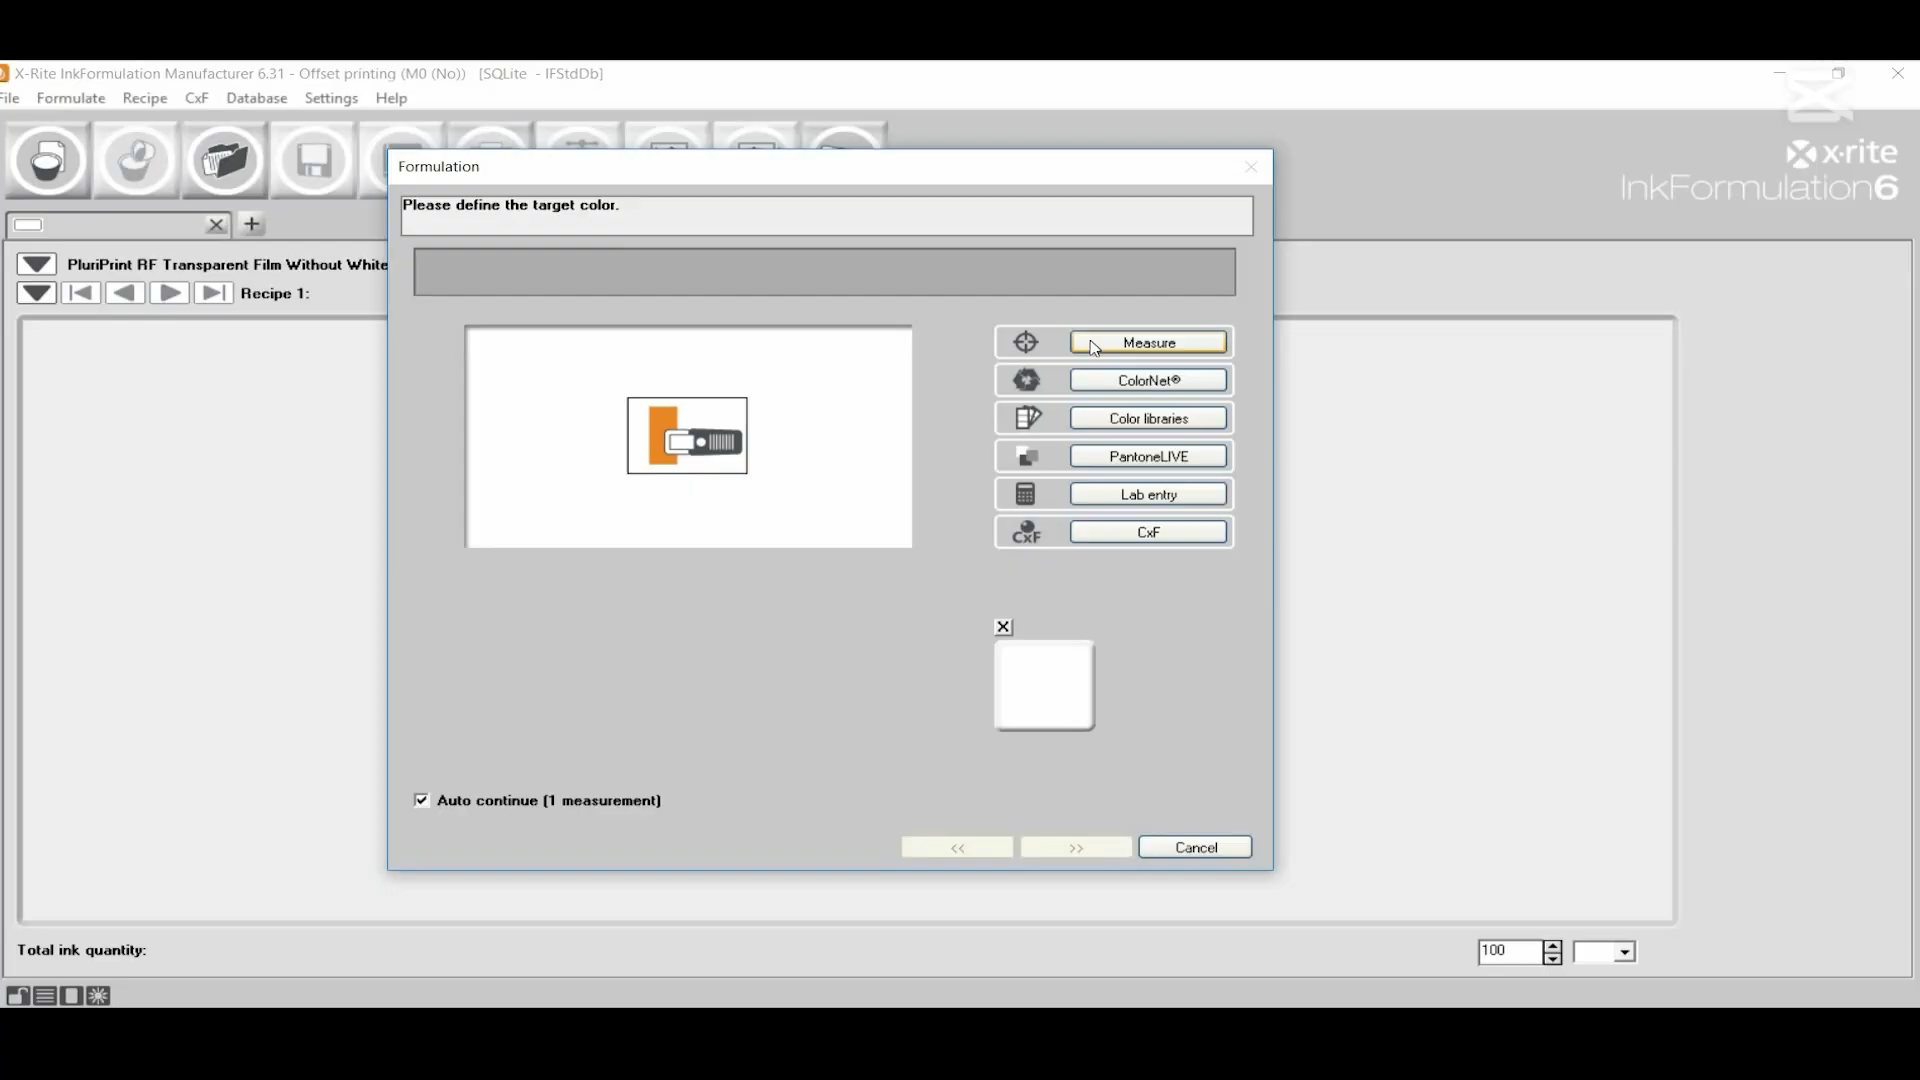 X-Rite InkFormulation Manufacturer 6.31 - Offset printing (M0 (No)) [SQLite - IFStdDb]
File Formulate Recipe CxF Database Settings Help
x·rite
InkFormulation6
Formulation
Please define the target color.
PluriPrint RF Transparent Film Without White
Recipe 1:
Measure
ColorNet®
Color libraries
PantoneLIVE
Lab entry
CxF CxF
Auto continue (1 measurement)
<< >> Cancel
Total ink quantity:
100